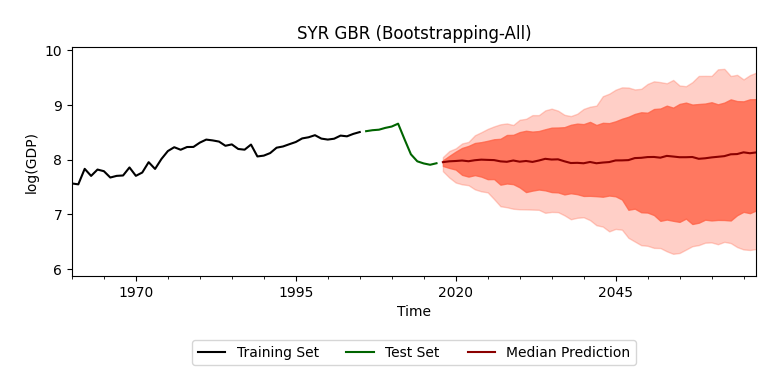 SYR GBR (Bootstrapping-All)
10
9
8
7
6
log(GDP)
1970
1995
2020
2045
Time
Training Set
Test Set
Median Prediction